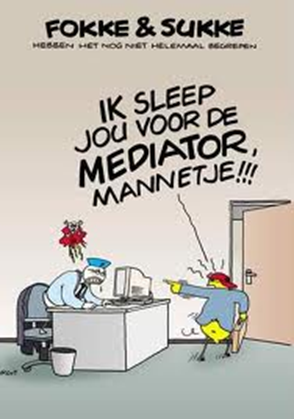 FOKKE & SUKKE
HEBBEN HET NOG NIET HELEMAAL BEGREPEN
IK SLEEP
JOU VOOR DE
MEDIATOR,
MANNETJE!!!